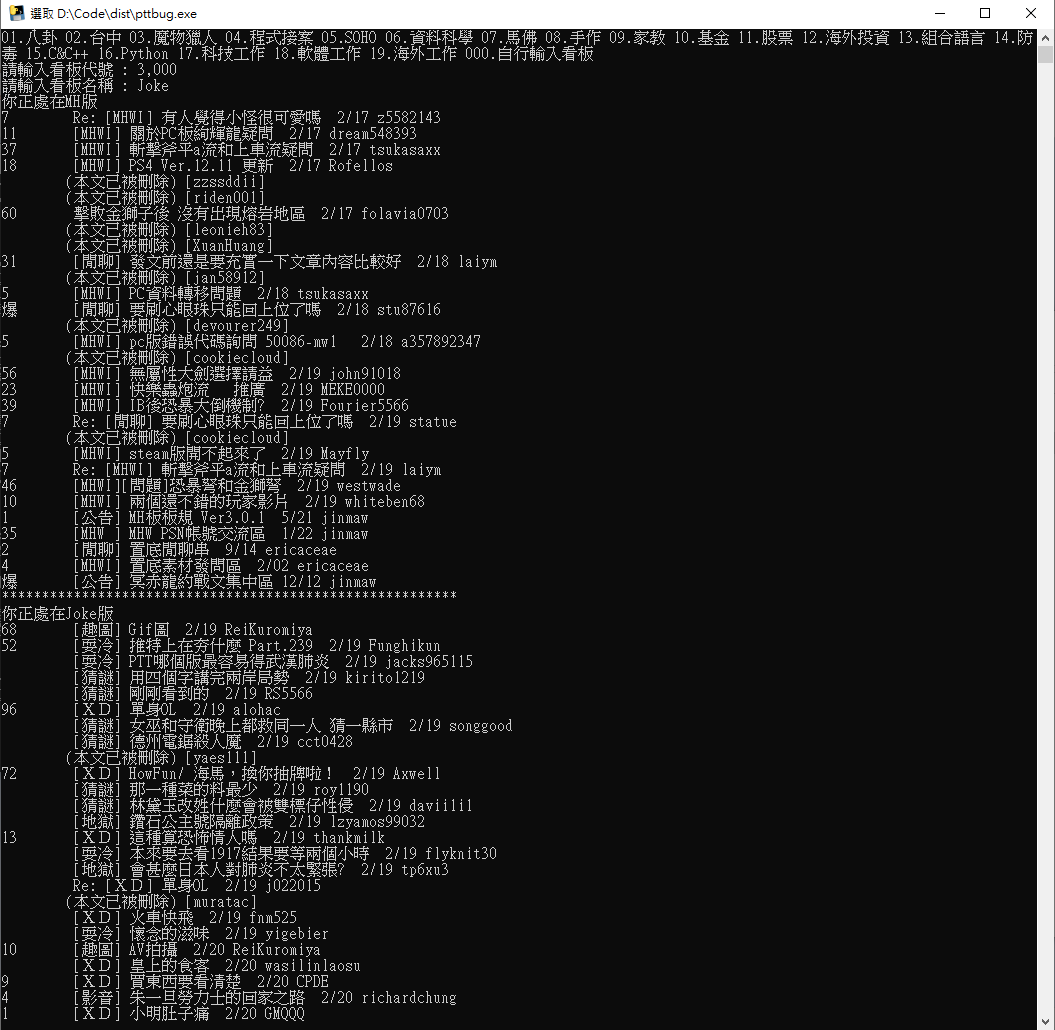 選取 D:\Code\dist\pttbug.exe
01.八卦 02.台中 03.魔物獵人 04.程式接案 05.SOHO 06.資料科學 07.馬佛 08.手作 09.家教 10.基金 11.股票 12.海外投資 13.組合語言 14.防
毒 15.C&C++ 16.Python 17.科技工作 18.軟體工作 19.海外工作 000.自行輸入看板
請輸入看板代號 : 3,000
請輸入看板名稱 : Joke
你正處在MH版
7 Re: [MHWI] 有人覺得小怪很可愛嗎 2/17 z5582143
11 [MHWI] 關於PC板絢輝龍疑問 2/17 dream548393
37 [MHWI] 斬擊斧平a流和上車流疑問 2/17 tsukasaxx
18 [MHWI] PS4 Ver.12.11 更新 2/17 Rofellos
(本文已被刪除) [zzssddii]
(本文已被刪除) [riden001]
60 擊敗金獅子後 沒有出現熔岩地區 2/17 folavia0703
(本文已被刪除) [leonieh83]
(本文已被刪除) [XuanHuang]
31 [閒聊] 發文前還是要充實一下文章內容比較好 2/18 laiym
(本文已被刪除) [jan58912]
5 [MHWI] PC資料轉移問題 2/18 tsukasaxx
爆 [閒聊] 要刷心眼珠只能回上位了嗎 2/18 stu87616
(本文已被刪除) [devourer249]
5 [MHWI] pc版錯誤代碼詢問 50086-mw1 2/18 a357892347
(本文已被刪除) [cookiecloud]
56 [MHWI] 無屬性大劍選擇請益 2/19 john91018
23 [MHWI] 快樂蟲炮流 推廣 2/19 MEKE0000
39 [MHWI] IB後恐暴大倒機制? 2/19 Fourier5566
7 Re: [閒聊] 要刷心眼珠只能回上位了嗎 2/19 statue
(本文已被刪除) [cookiecloud]
5 [MHWI] steam版開不起來了 2/19 Mayfly
7 Re: [MHWI] 斬擊斧平a流和上車流疑問 2/19 laiym
46 [MHWI][問題]恐暴弩和金獅弩 2/19 westwade
10 [MHWI] 兩個還不錯的玩家影片 2/19 whiteben68
1 [公告] MH板板規 Ver3.0.1 5/21 jinmaw
35 [MHW ] MHW PSN帳號交流區 1/22 jinmaw
2 [閒聊] 置底閒聊串 9/14 ericaceae
4 [MHWI] 置底素材發問區 2/02 ericaceae
爆 [公告] 冥赤龍約戰文集中區 12/12 jinmaw
*********************************************************
你正處在Joke版
68 [趣圖] Gif圖 2/19 ReiKuromiya
52 [耍冷] 推特上在夯什麼 Part.239 2/19 Funghikun
[耍冷] PTT哪個版最容易得武漢肺炎 2/19 jacks965115
[猜謎] 用四個字講完兩岸局勢 2/19 kirito1219
[猜謎] 剛剛看到的 2/19 RS5566
96 [ＸＤ] 單身OL 2/19 alohac
[猜謎] 女巫和守衛晚上都救同一人 猜一縣市 2/19 songgood
[猜謎] 德州電鋸殺人魔 2/19 cct0428
(本文已被刪除) [yaes111]
72 [ＸＤ] HowFun/ 海馬，換你抽牌啦！ 2/19 Axwell
[猜謎] 那一種菜的料最少 2/19 roy1190
[猜謎] 林黛玉改姓什麼會被雙標仔性侵 2/19 daviilil
[地獄] 鑽石公主號隔離政策 2/19 lzyamos99032
13 [ＸＤ] 這種算恐怖情人嗎 2/19 thankmilk
[耍冷] 本來要去看1917結果要等兩個小時 2/19 flyknit30
[地獄] 會甚麼日本人對肺炎不太緊張? 2/19 tp6xu3
Re: [ＸＤ] 單身OL 2/19 j022015
(本文已被刪除) [muratac]
[ＸＤ] 火車快飛 2/19 fnm525
[耍冷] 懷念的滋味 2/19 yigebier
10 [趣圖] AV拍攝 2/20 ReiKuromiya
[ＸＤ] 皇上的食客 2/20 wasilinlaosu
9 [ＸＤ] 買東西要看清楚 2/20 CPDE
4 [影音] 朱一旦勞力士的回家之路 2/20 richardchung
1 [ＸＤ] 小明肚子痛 2/20 GMQQQ